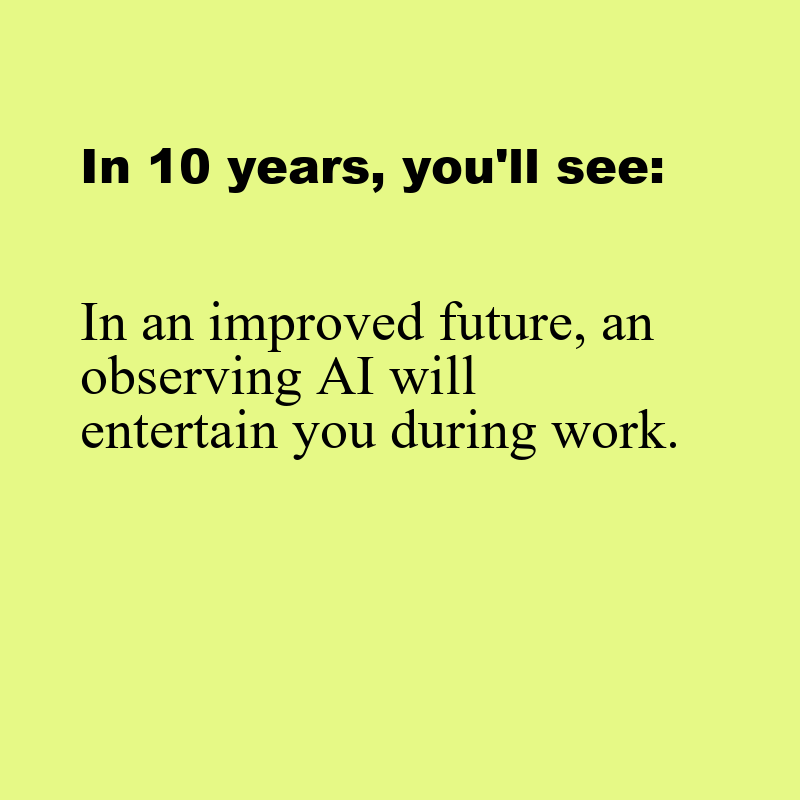 In 10 years, you'll see:
In an improved future, an
observing AI will
entertain you during work.